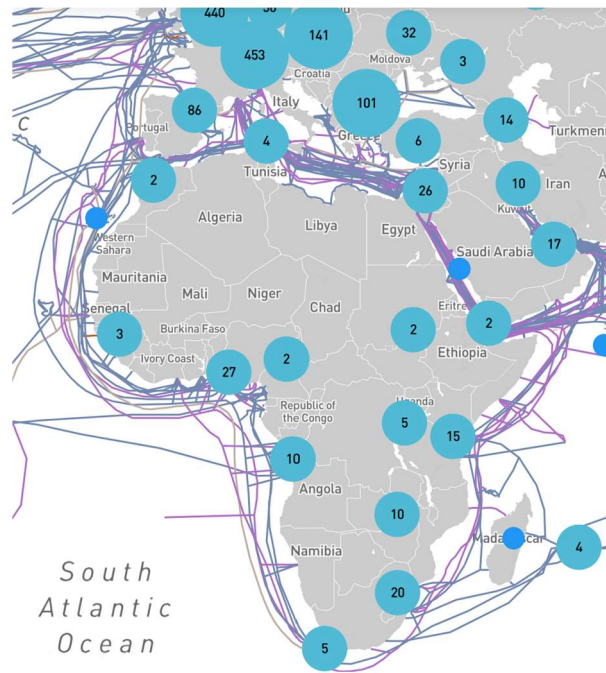 440
141
32
453
Moldova
3
Croatia
Italy
86
101
14
Portugal
Greece
Turkmeni
C
4
6
Syria
Tunisia
2
26
10
Iran
Kuwait
Algeria
Libya
Egypt
17
Western
Sahara
Saudi Arabia
Mauritania
Mali
Niger
Chad
Eritre
Senegal
3
Burkina Faso
2
2
Ivory Coast
Ethiopia
27
2
Uganda
Republic of
the Congo
5
15
10
Angola
10
Madagascar
4
Namibia
South
Atlantic
Ocean
20
5